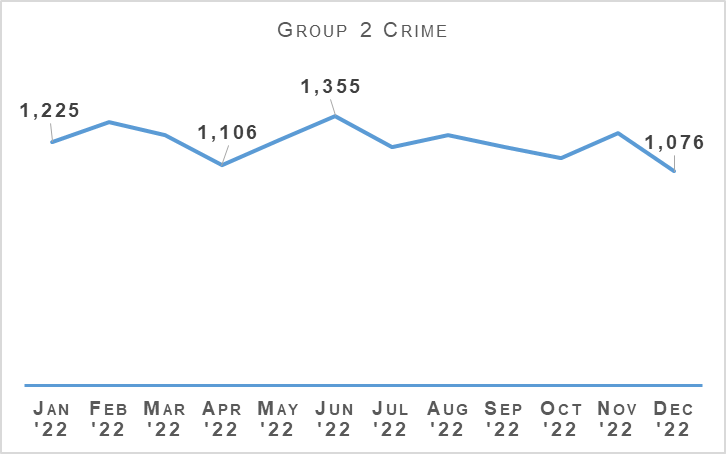 Group 2 Crime
1,355
1,225
1,106
1,076
Jan Feb Mar Apr May Jun Jul Aug Sep Oct Nov Dec
'22 '22 '22 '22 '22 '22 '22 '22 '22 '22 '22 '22